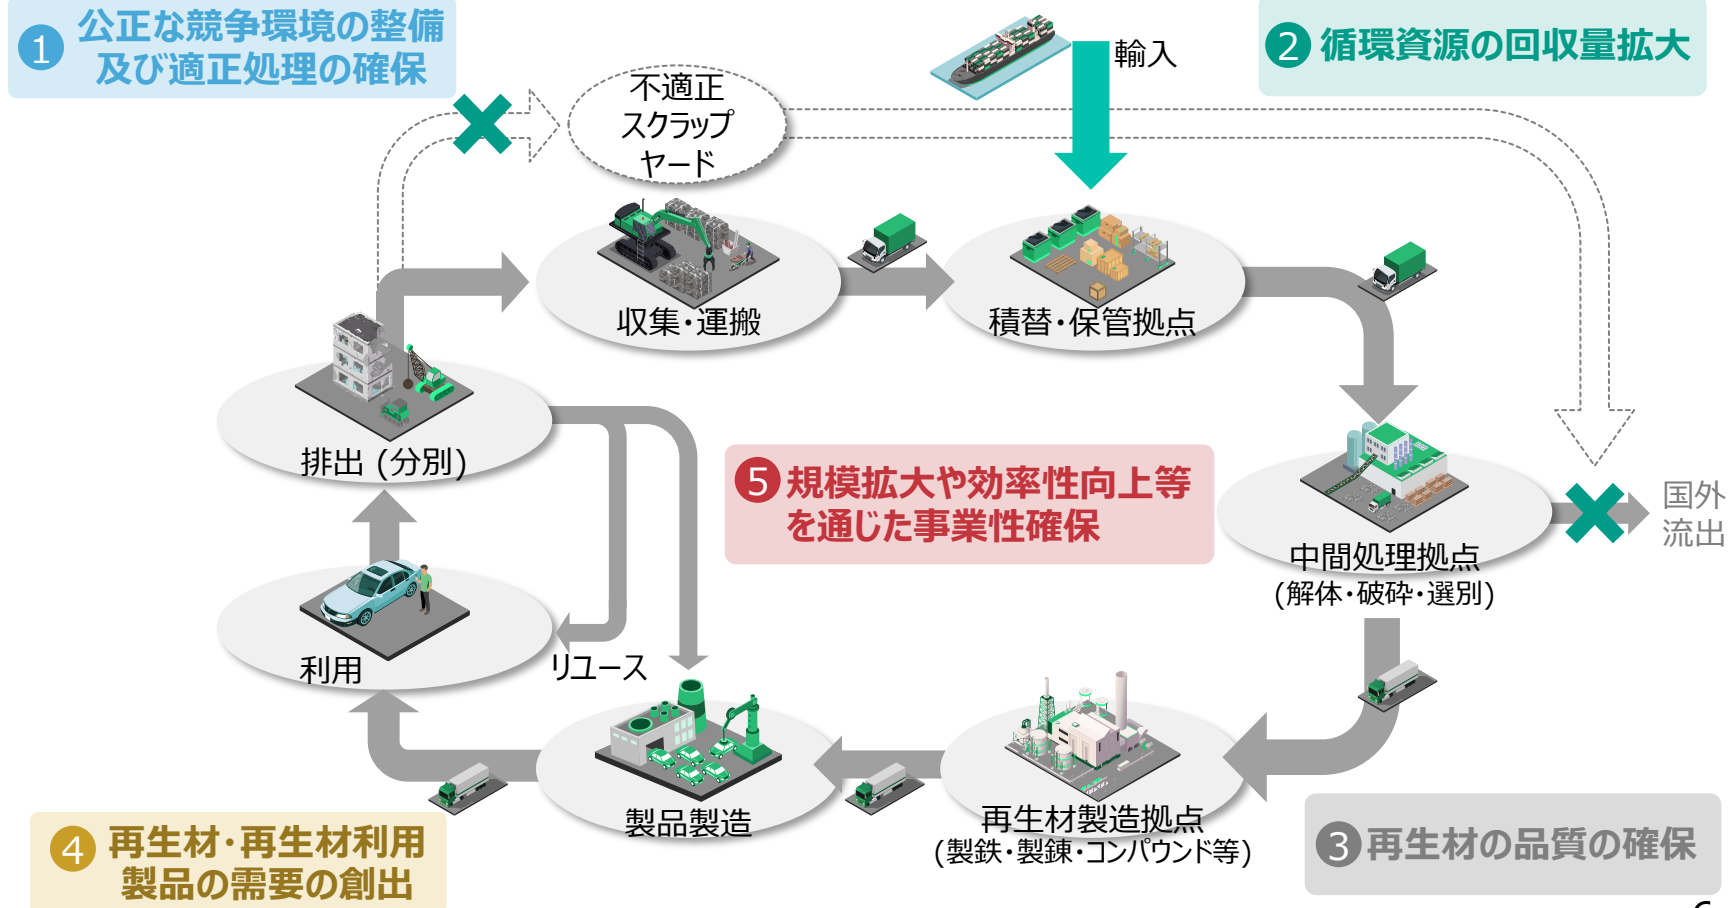 ❶ 公正な競争環境の整備
及び適正処理の確保
輸入
❷ 循環資源の回収量拡大
不適正
スクラップ
ヤード
収集・運搬
積替・保管拠点
排出 (分別)
❺ 規模拡大や効率性向上等
を通じた事業性確保
国外
流出
中間処理拠点
(解体・破砕・選別)
利用
リユース
製品製造
再生材製造拠点
(製鉄・製錬・コンパウンド等)
❸ 再生材の品質の確保
❹ 再生材・再生材利用
製品の需要の創出